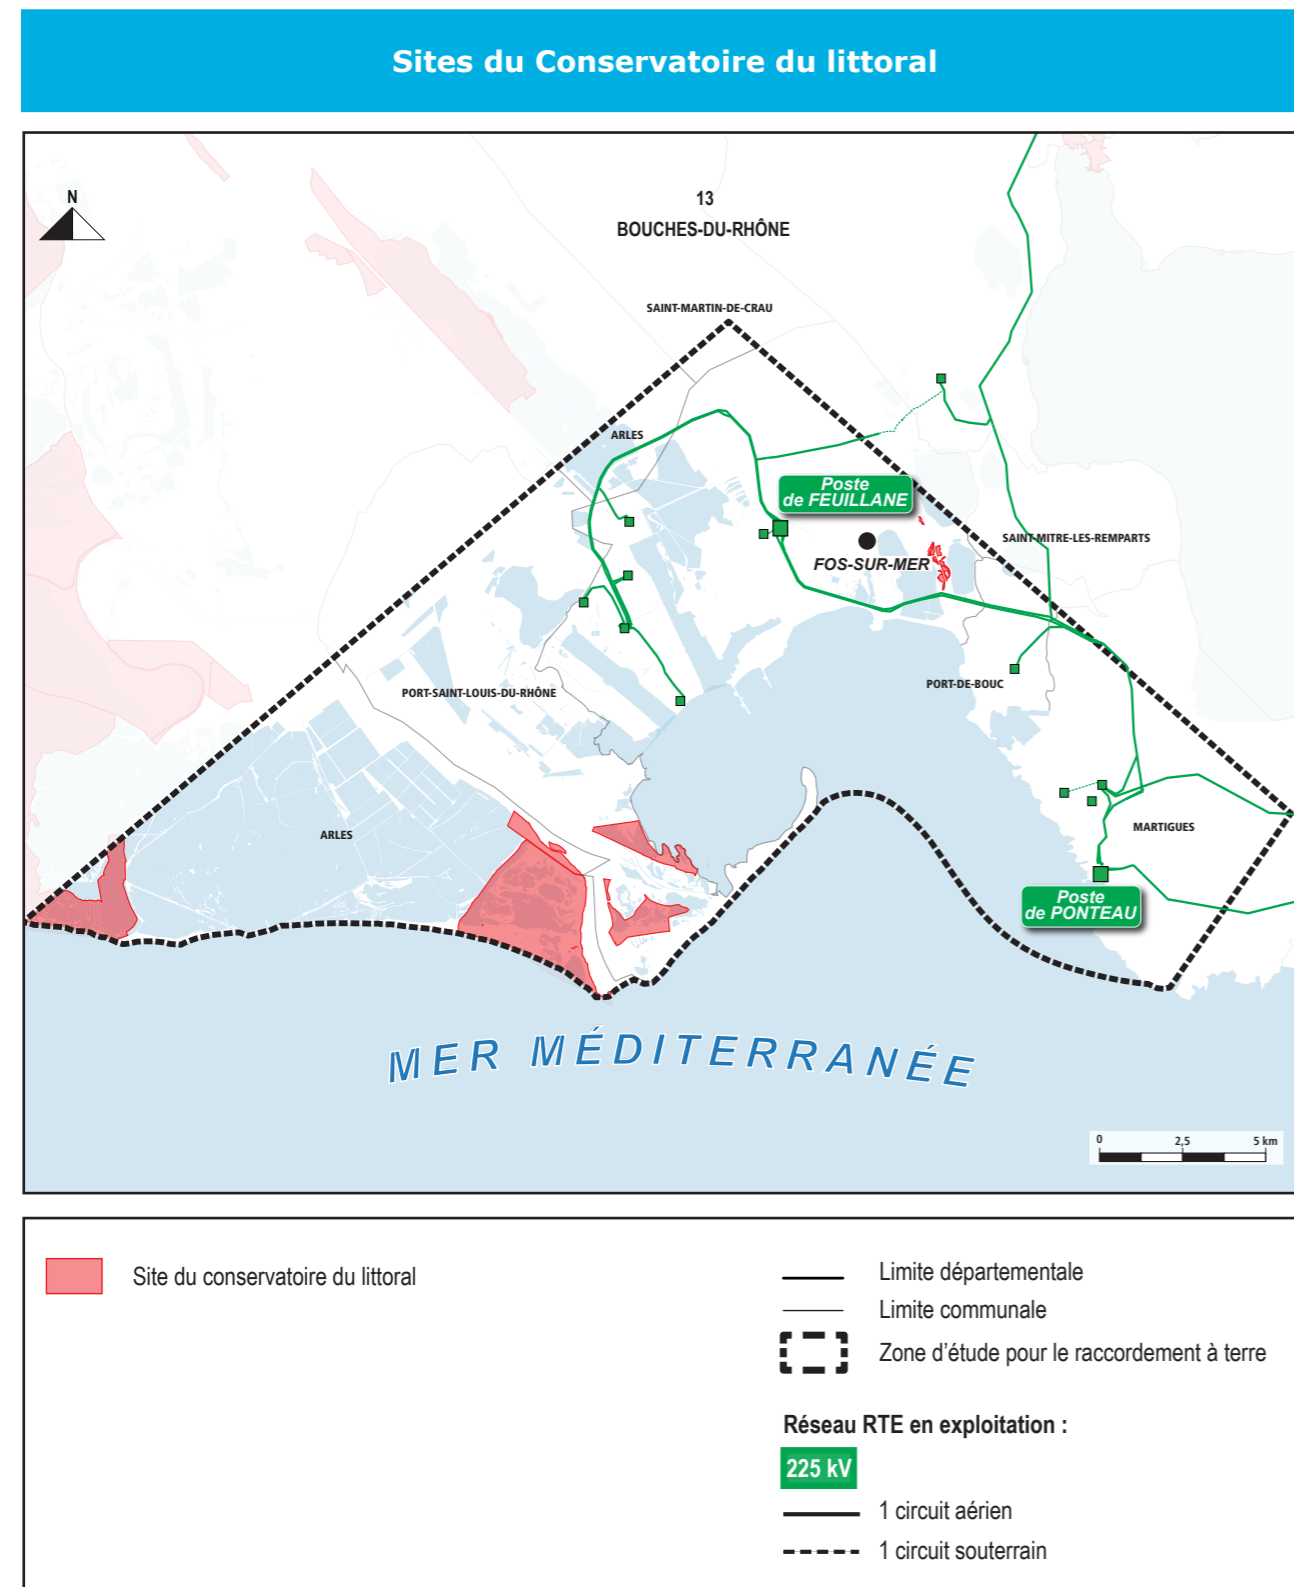 Sites du Conservatoire du littoral
N
13
BOUCHES-DU-RHÔNE
SAINT-MARTIN-DE-CRAU
ARLES
Poste
de FEUILLANE
FOS-SUR-MER
SAINT-MITRE-LES-REMPARTS
PORT-SAINT-LOUIS-DU-RHÔNE
PORT-DE-BOUC
ARLES
MARTIGUES
Poste
de PONTEAU
MER MÉDITERRANÉE
0 2,5 5 km
Site du conservatoire du littoral
Limite départementale
Limite communale
Zone d'étude pour le raccordement à terre
Réseau RTE en exploitation :
225 kV
1 circuit aérien
1 circuit souterrain